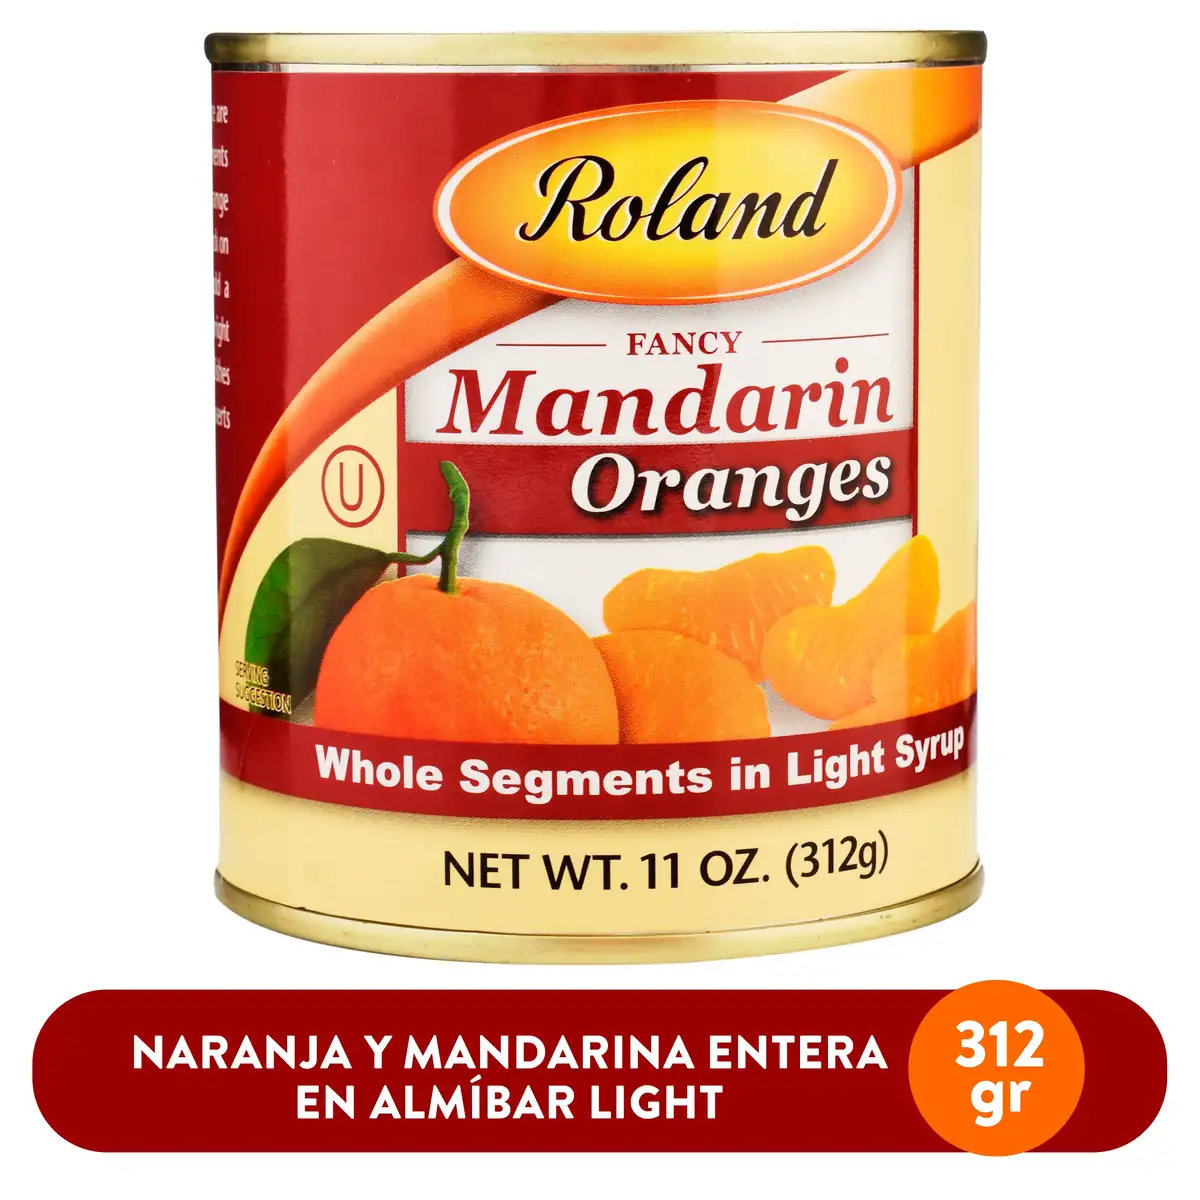 Roland
FANCY
Mandarin
Oranges
U
SERVING
SUGGESTION
Whole Segments in Light Syrup
NET WT. 11 OZ. (312g)
NARANJA Y MANDARINA ENTERA
EN ALMÍBAR LIGHT
312
gr